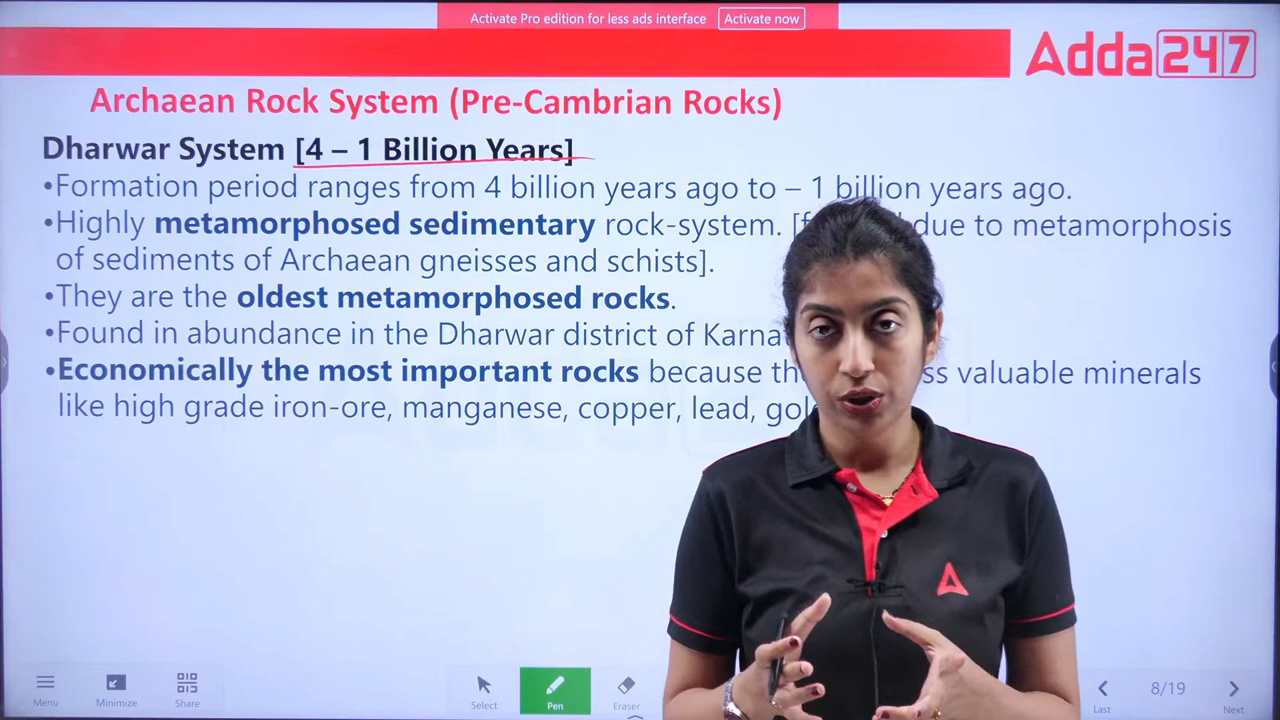 Activate Pro edition for less ads interface Activate now
Adda247
Archaean Rock System (Pre-Cambrian Rocks)
Dharwar System [4 – 1 Billion Years]
•Formation period ranges from 4 billion years ago to – 1 billion years ago.
•Highly metamorphosed sedimentary rock-system. due to metamorphosis
of sediments of Archaean gneisses and schists].
•They are the oldest metamorphosed rocks.
•Found in abundance in the Dharwar district of
•Economically the most important rocks because valuable minerals
like high grade iron-ore, manganese, copper, lead,
Menu Minimize Share Select Pen Eraser Last 8/19 Next